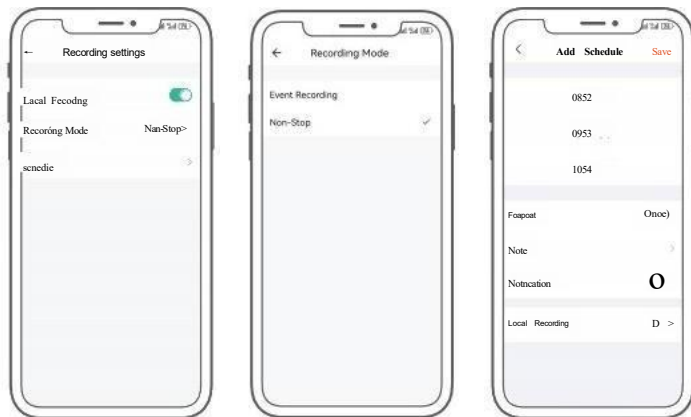 ← Recording settings
Lacal Fecodng
Recoróng Mode Nan-Stop>
scnedie >
← Recording Mode
Event Recording
Non-Stop ✓
< Add Schedule Save
0852
0953
1054
Foapoat Onoe)
Note >
Notncation O
Local Recording D >